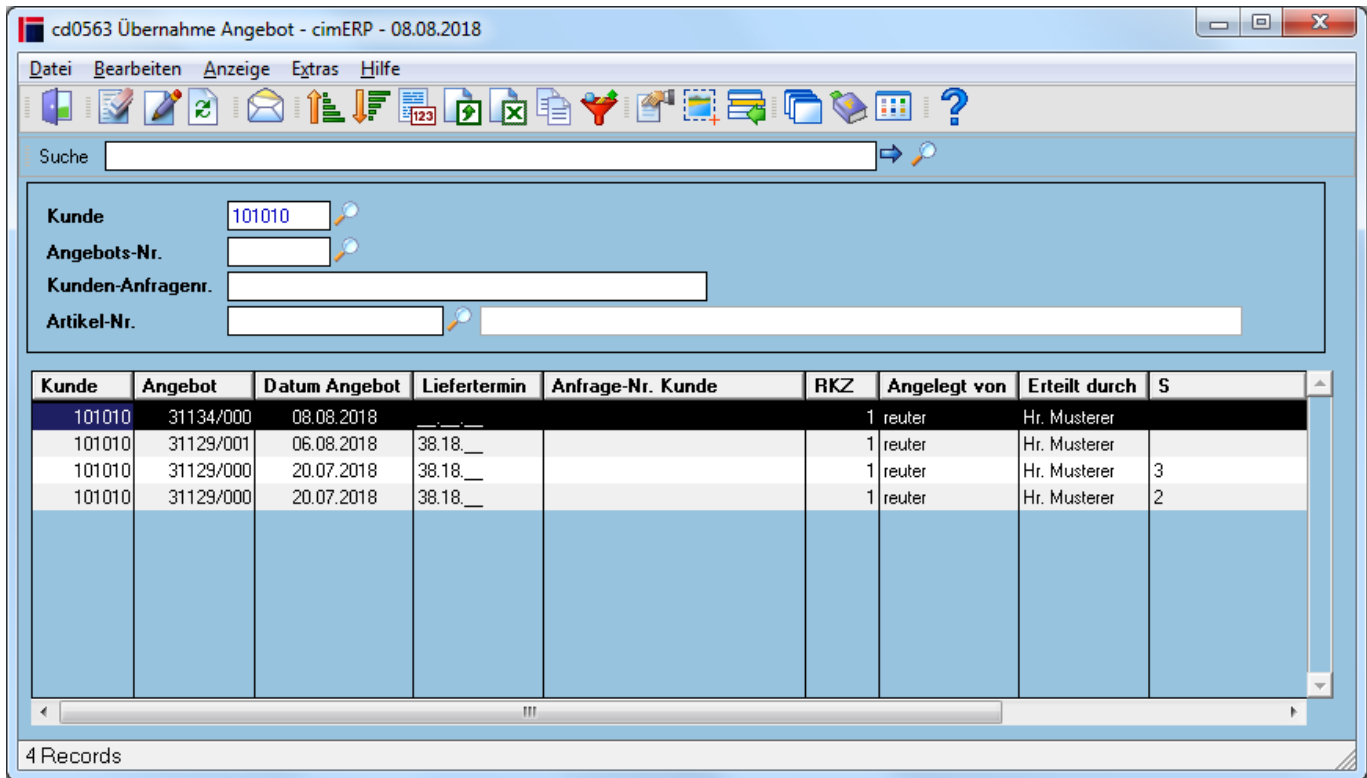 cd0563 Übernahme Angebot - cimERP - 08.08.2018
Datei Bearbeiten Anzeige Extras Hilfe
123
Suche
Kunde 101010
Angebots-Nr.
Kunden-Anfragenr.
Artikel-Nr.
Kunde Angebot Datum Angebot Liefertermin Anfrage-Nr. Kunde RKZ Angelegt von Erteilt durch S
101010 31134/000 08.08.2018 __.__.__ 1 reuter Hr. Musterer
101010 31129/001 06.08.2018 38.18.__ 1 reuter Hr. Musterer
101010 31129/000 20.07.2018 38.18.__ 1 reuter Hr. Musterer 3
101010 31129/000 20.07.2018 38.18.__ 1 reuter Hr. Musterer 2
4 Records